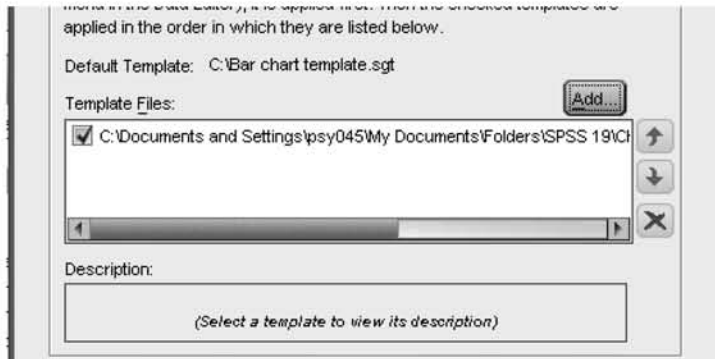 applied in the order in which they are listed below.
Default Template: C:\Bar chart template.sgt
Template Files:
Add...
C:\Documents and Settings\psy045\My Documents\Folders\SPSS 19\Ch
Description:
(Select a template to view its description)